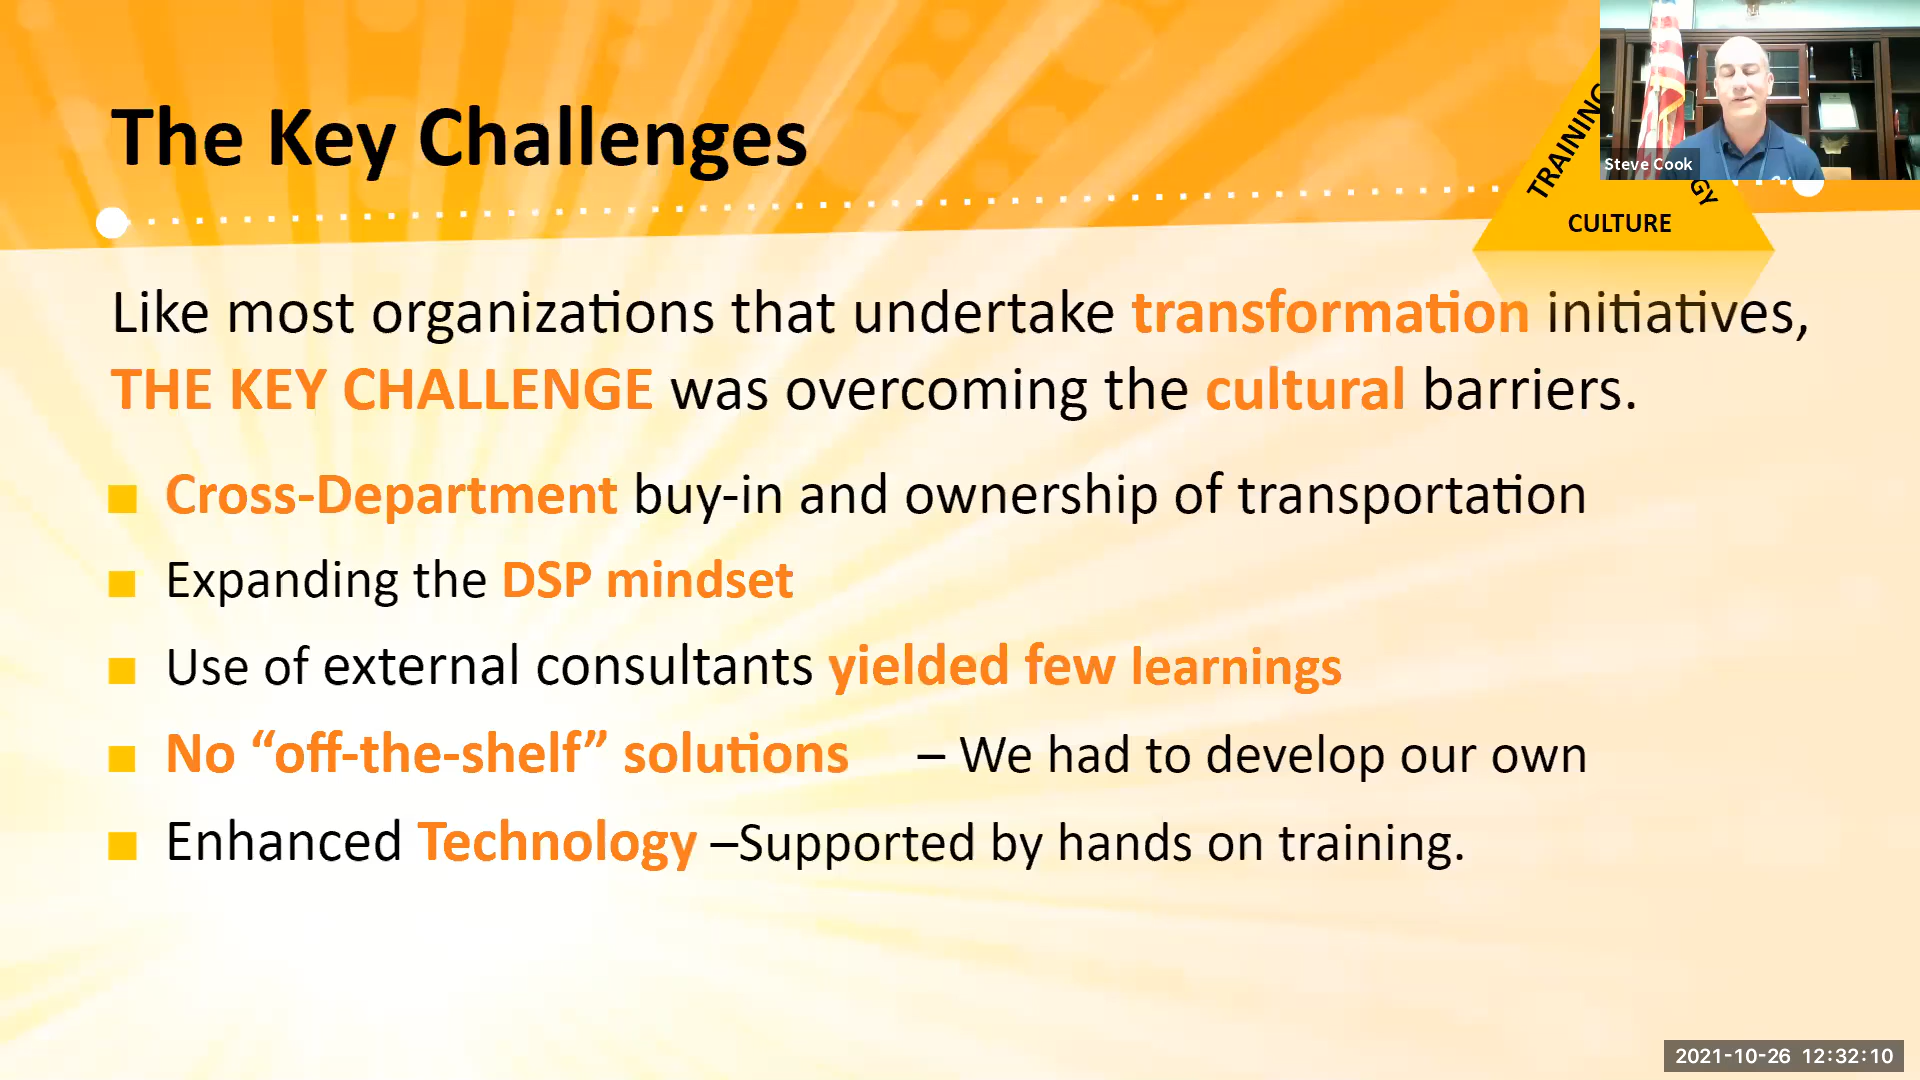 The Key Challenges
TRAINING
GY
CULTURE
Steve Cook
Like most organizations that undertake transformation initiatives,
THE KEY CHALLENGE was overcoming the cultural barriers.
Cross-Department buy-in and ownership of transportation
Expanding the DSP mindset
Use of external consultants yielded few learnings
No “off-the-shelf” solutions – We had to develop our own
Enhanced Technology –Supported by hands on training.
2021-10-26 12:32:10